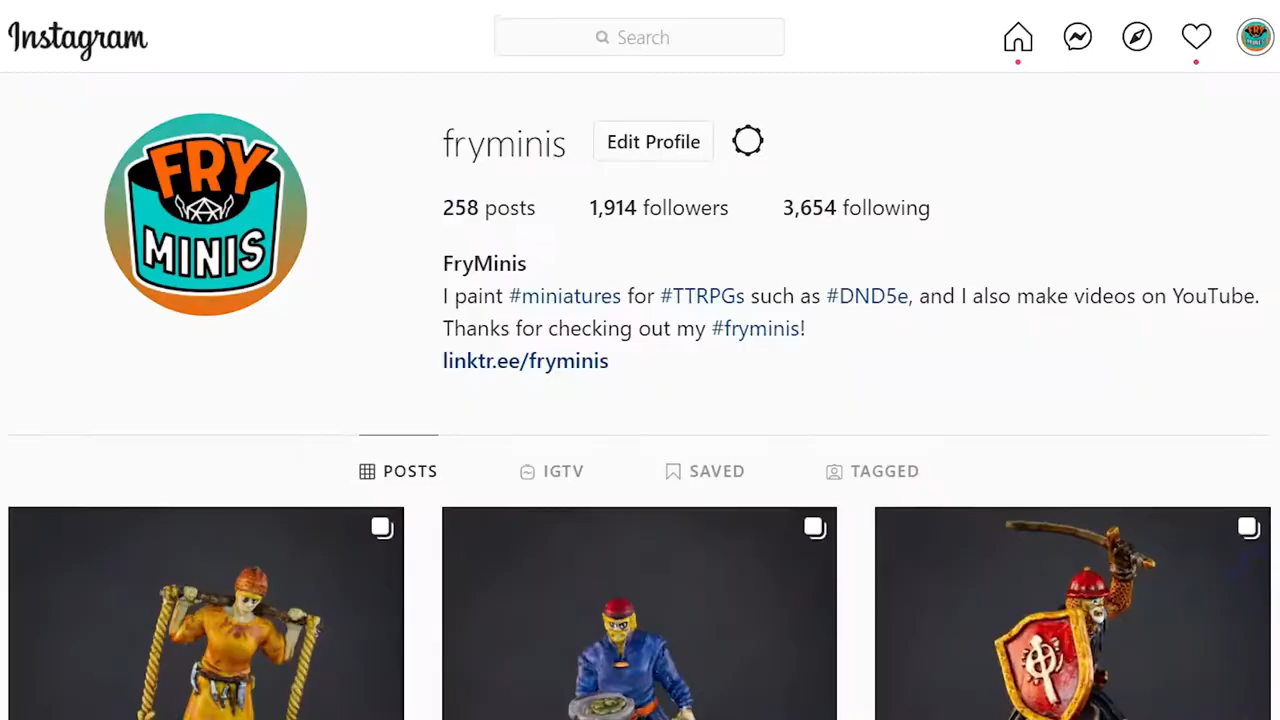 Instagram
Search
FRY
MINIS
fryminis
Edit Profile
258 posts 1,914 followers 3,654 following
FryMinis
I paint #miniatures for #TTRPGs such as #DND5e, and I also make videos on YouTube.
Thanks for checking out my #fryminis!
linktr.ee/fryminis
POSTS IGTV SAVED TAGGED